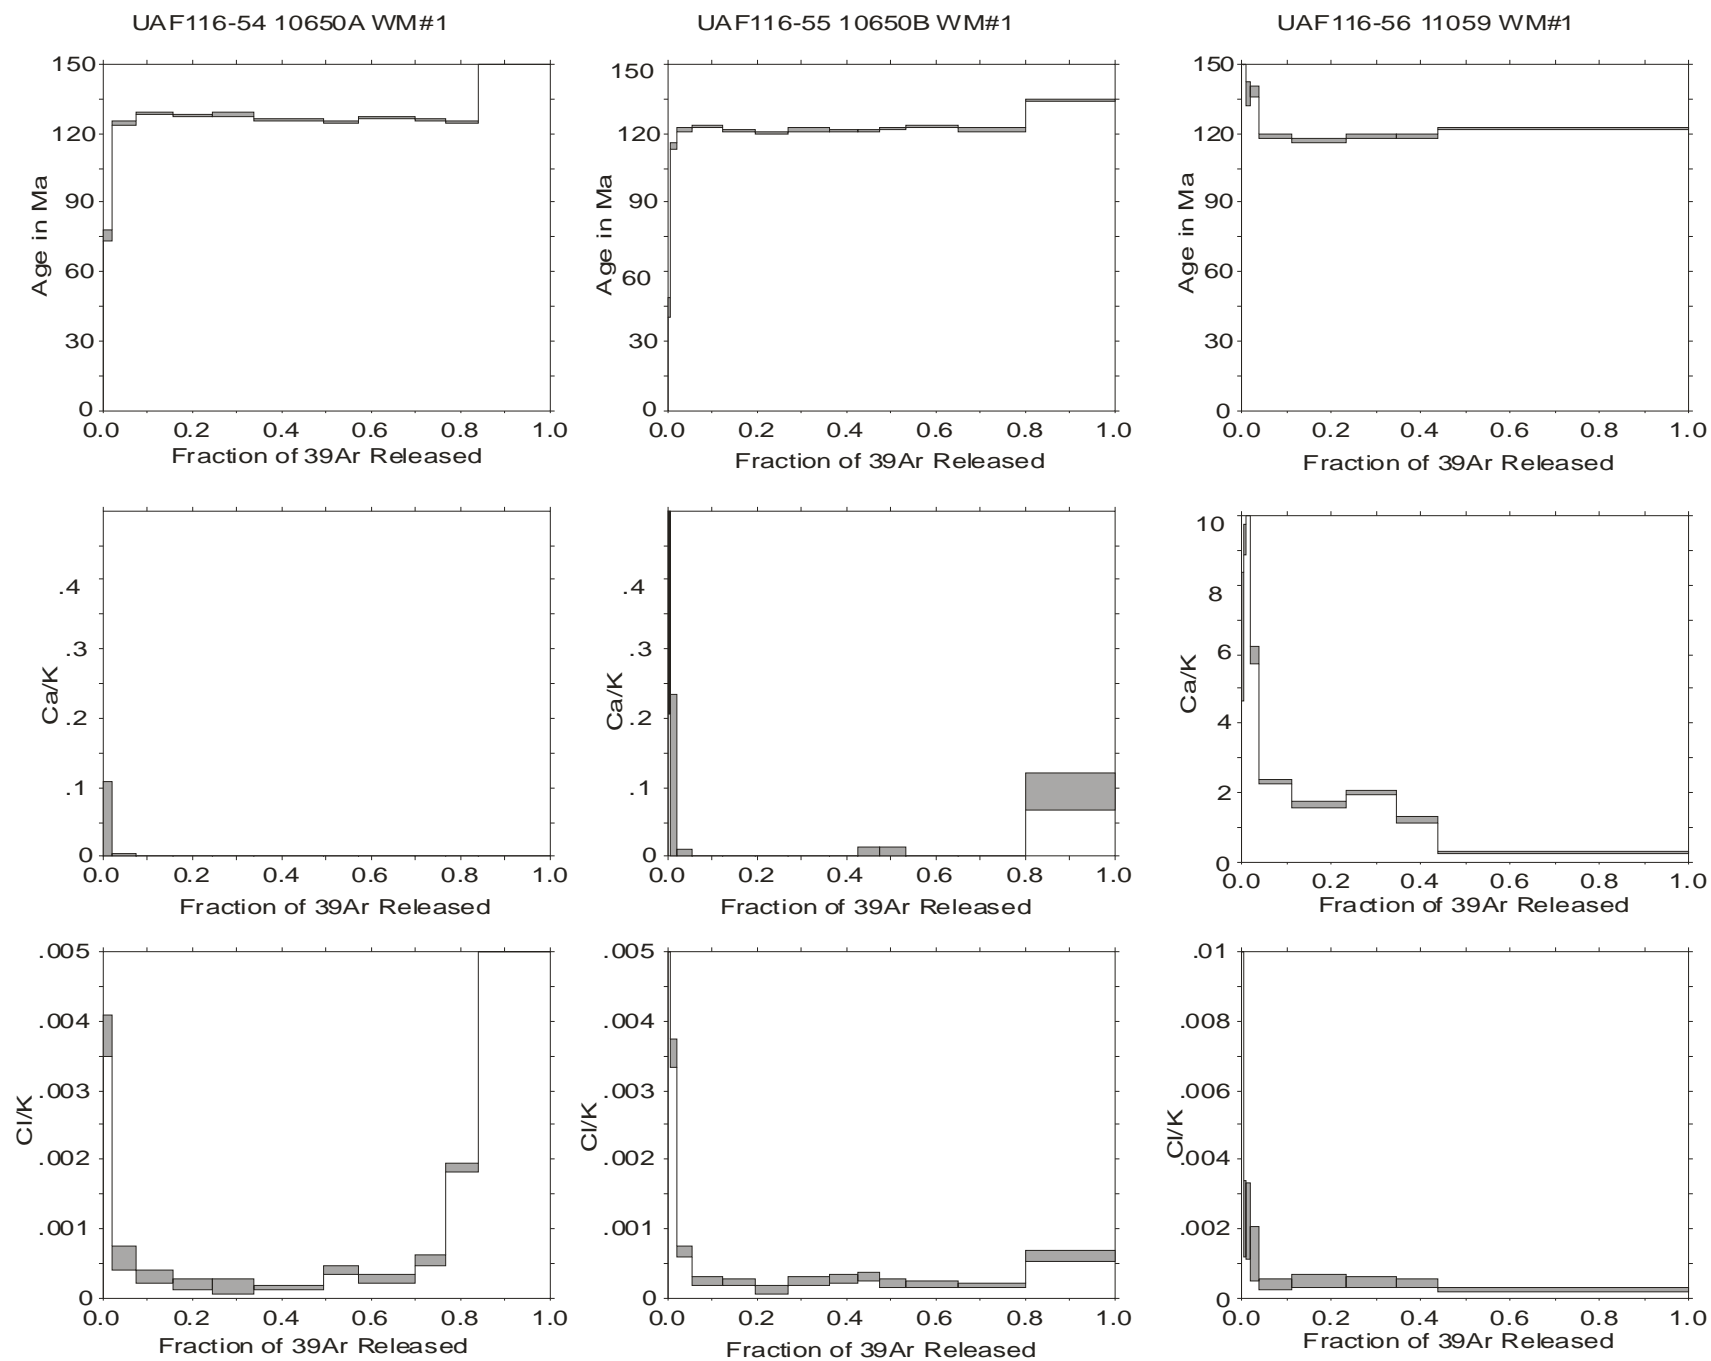 UAF116-54 10650A WM#1
150
120
90
60
30
0
Age in Ma
0.0 0.2 0.4 0.6 0.8 1.0
Fraction of 39Ar Released
UAF116-55 10650B WM#1
150
120
90
60
30
0
Age in Ma
0.0 0.2 0.4 0.6 0.8 1.0
Fraction of 39Ar Released
UAF116-56 11059 WM#1
150
120
90
60
30
0
Age in Ma
0.0 0.2 0.4 0.6 0.8 1.0
Fraction of 39Ar Released
.4
.3
.2
.1
0
Ca/K
0.0 0.2 0.4 0.6 0.8 1.0
Fraction of 39Ar Released
.4
.3
.2
.1
0
Ca/K
0.0 0.2 0.4 0.6 0.8 1.0
Fraction of 39Ar Released
10
8
6
4
2
0
Ca/K
0.0 0.2 0.4 0.6 0.8 1.0
Fraction of 39Ar Released
.005
.004
.003
.002
.001
0
Cl/K
0.0 0.2 0.4 0.6 0.8 1.0
Fraction of 39Ar Released
.005
.004
.003
.002
.001
0
Cl/K
0.0 0.2 0.4 0.6 0.8 1.0
Fraction of 39Ar Released
.01
.008
.006
.004
.002
0
Cl/K
0.0 0.2 0.4 0.6 0.8 1.0
Fraction of 39Ar Released